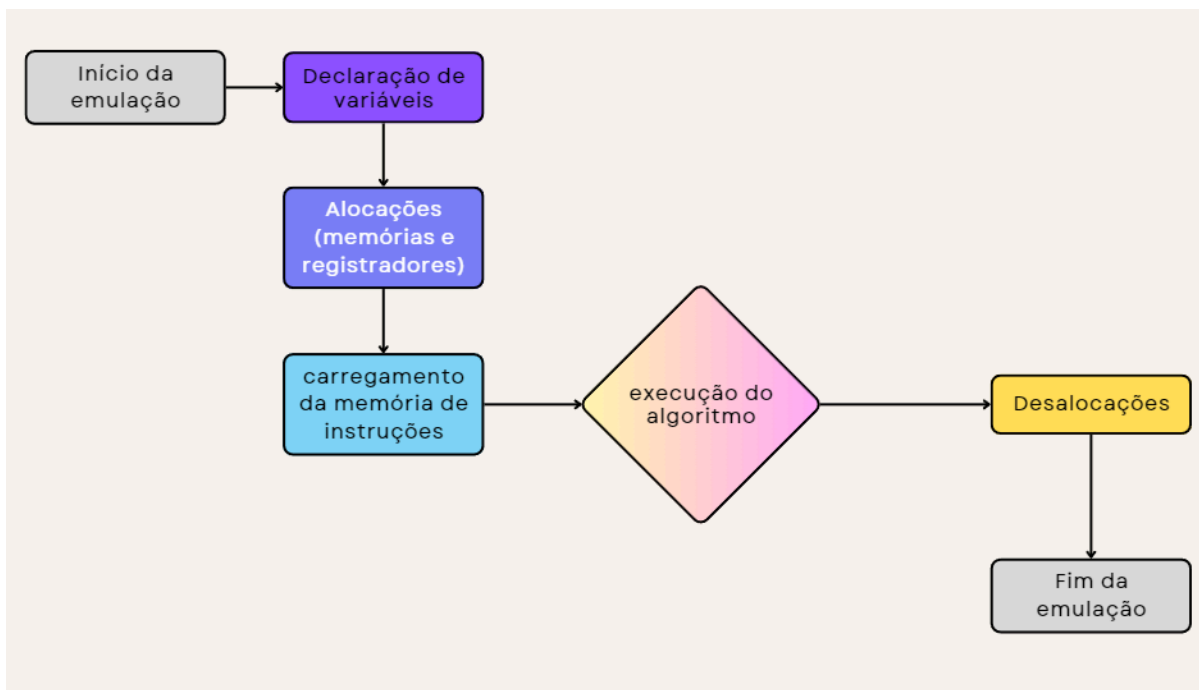 Início da
emulação
Declaração de
variáveis
Alocações
(memórias e
registradores)
carregamento
da memória de
instruções
execução do
algoritmo
Desalocações
Fim da
emulação